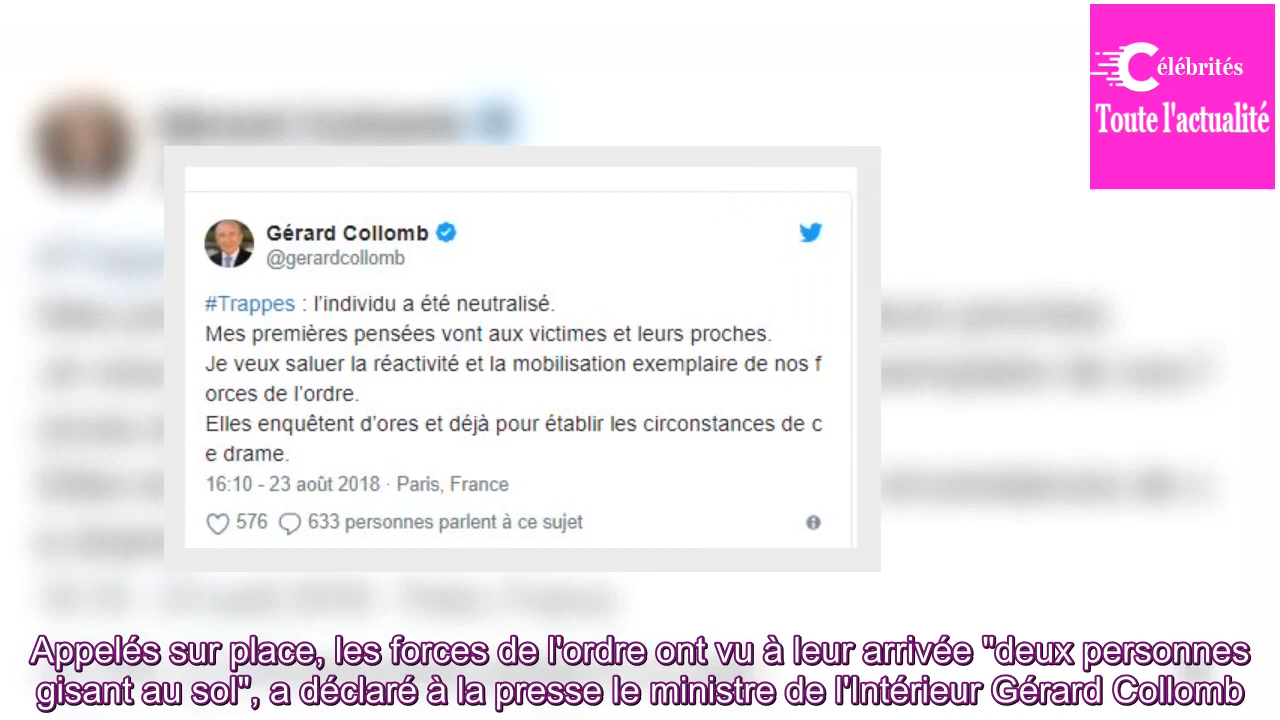 Célébrités
Toute l'actualité
Gérard Collomb
@gerardcollomb
#Trappes : l’individu a été neutralisé.
Mes premières pensées vont aux victimes et leurs proches.
Je veux saluer la réactivité et la mobilisation exemplaire de nos f
orces de l’ordre.
Elles enquêtent d’ores et déjà pour établir les circonstances de c
e drame.
16:10 - 23 août 2018 · Paris, France
576 633 personnes parlent à ce sujet
Appelés sur place, les forces de l'ordre ont vu à leur arrivée "deux personnes
gisant au sol", a déclaré à la presse le ministre de l'Intérieur Gérard Collomb